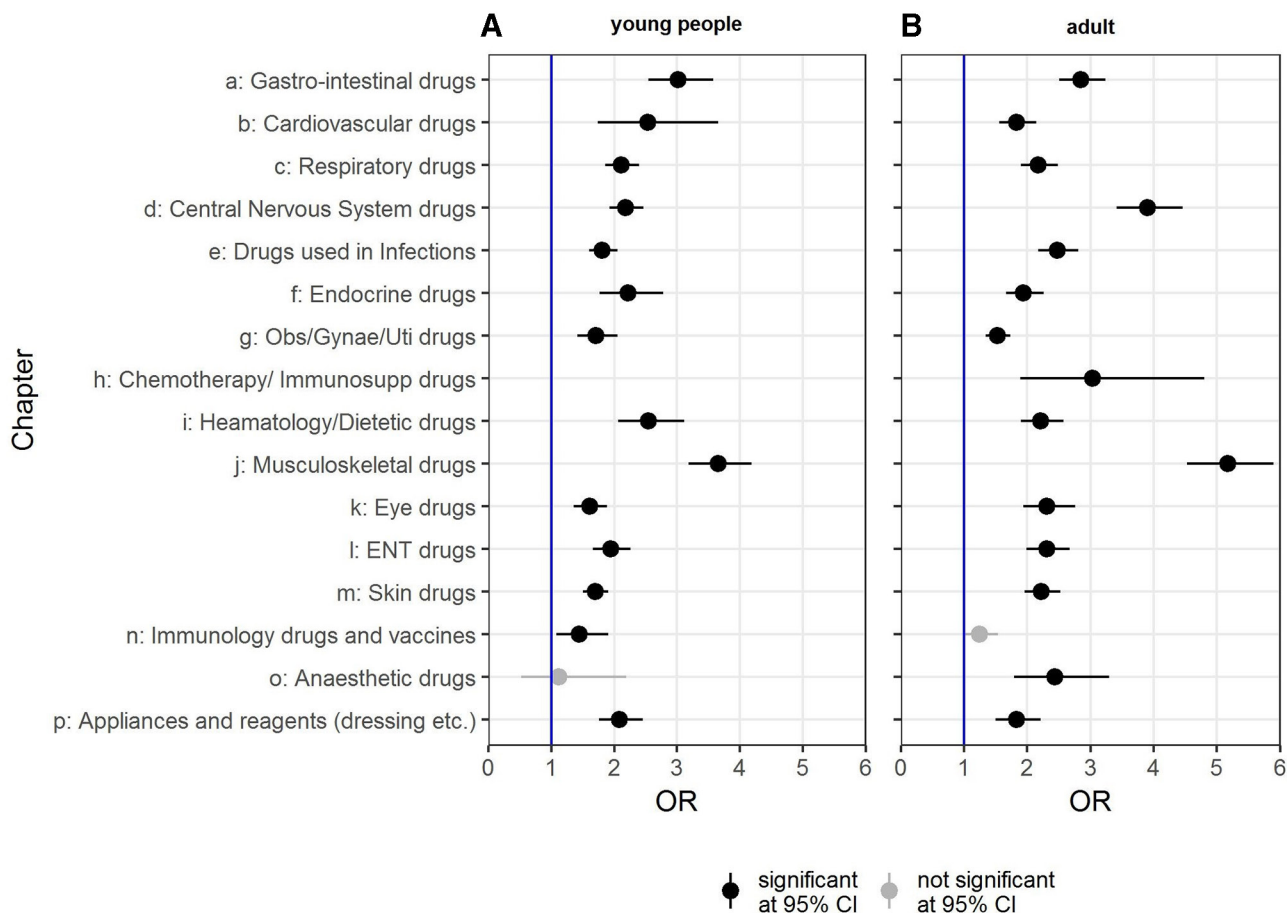 A
young people
B
adult
Chapter
a: Gastro-intestinal drugs
b: Cardiovascular drugs
c: Respiratory drugs
d: Central Nervous System drugs
e: Drugs used in Infections
f: Endocrine drugs
g: Obs/Gynae/Uti drugs
h: Chemotherapy/ Immunosupp drugs
i: Heamatology/Dietetic drugs
j: Musculoskeletal drugs
k: Eye drugs
l: ENT drugs
m: Skin drugs
n: Immunology drugs and vaccines
o: Anaesthetic drugs
p: Appliances and reagents (dressing etc.)
0 1 2 3 4 5 6
0 1 2 3 4 5 6
OR
OR
significant
at 95% CI
not significant
at 95% CI